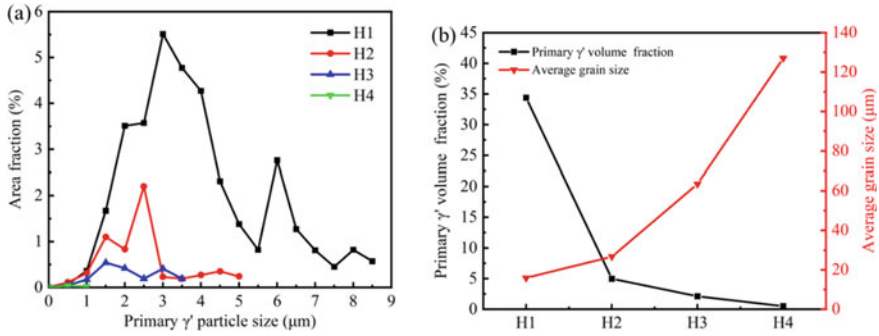 (a)
6
5
4
3
2
1
0
Area fraction (%)
0 1 2 3 4 5 6 7 8 9
Primary γ' particle size (μm)
H1
H2
H3
H4
(b)
45
40
35
30
25
20
15
10
5
0
Primary γ' volume fraction (%)
Primary γ' volume fraction
Average grain size
H1 H2 H3 H4
140
120
100
80
60
40
20
0
Average grain size (μm)